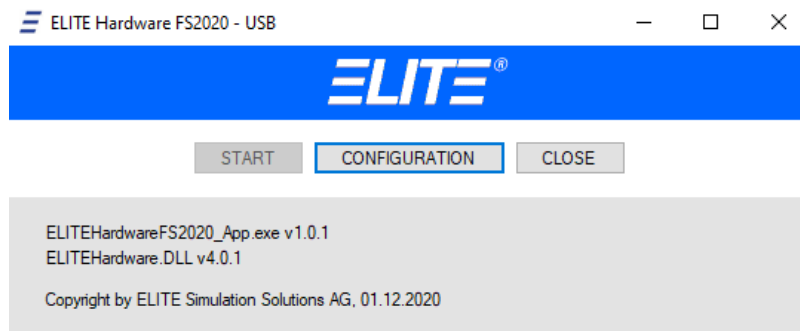 ELITE Hardware FS2020 - USB
ELITE®
START CONFIGURATION CLOSE
ELITEHardwareFS2020_App.exe v1.0.1
ELITEHardware.DLL v4.0.1
Copyright by ELITE Simulation Solutions AG, 01.12.2020